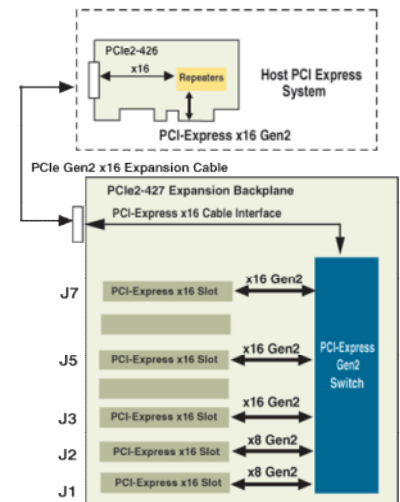 PCIe2-426
x16
Repeaters
Host PCI Express
System
PCI-Express x16 Gen2
PCIe Gen2 x16 Expansion Cable
PCIe2-427 Expansion Backplane
PCI-Express x16 Cable Interface
J7
PCI-Express x16 Slot
x16 Gen2
J5
PCI-Express x16 Slot
x16 Gen2
PCI-Express
Gen2
Switch
J3
PCI-Express x16 Slot
x16 Gen2
J2
PCI-Express x16 Slot
x8 Gen2
J1
PCI-Express x16 Slot
x8 Gen2